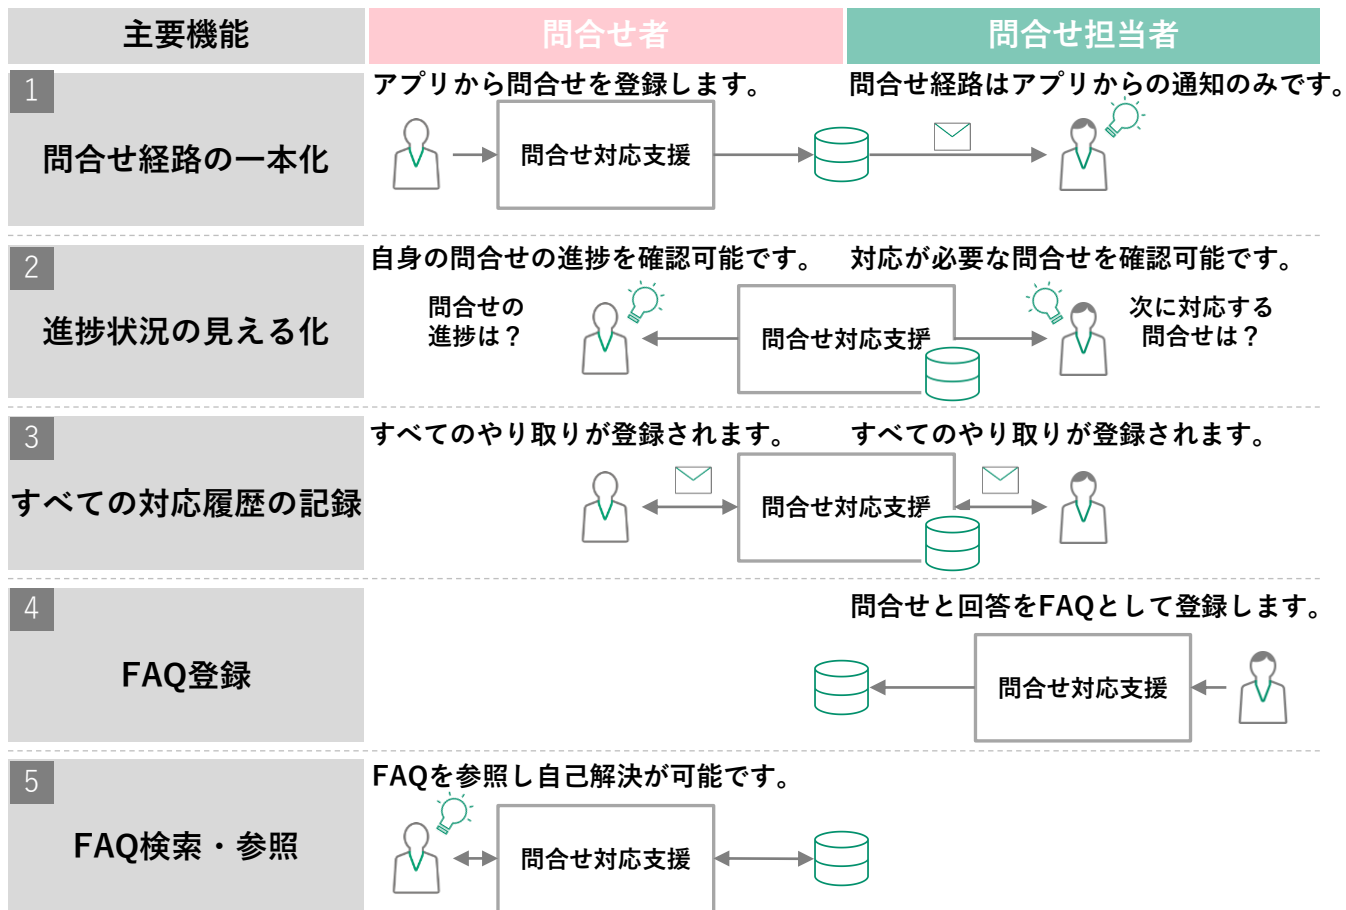 主要機能
問合せ者
問合せ担当者
1
問合せ経路の一本化
アプリから問合せを登録します。
問合せ経路はアプリからの通知のみです。
問合せ対応支援
2
進捗状況の見える化
自身の問合せの進捗を確認可能です。
対応が必要な問合せを確認可能です。
問合せの
進捗は？
問合せ対応支援
次に対応する
問合せは？
3
すべての対応履歴の記録
すべてのやり取りが登録されます。
すべてのやり取りが登録されます。
問合せ対応支援
4
FAQ登録
問合せと回答をFAQとして登録します。
問合せ対応支援
5
FAQ検索・参照
FAQを参照し自己解決が可能です。
問合せ対応支援